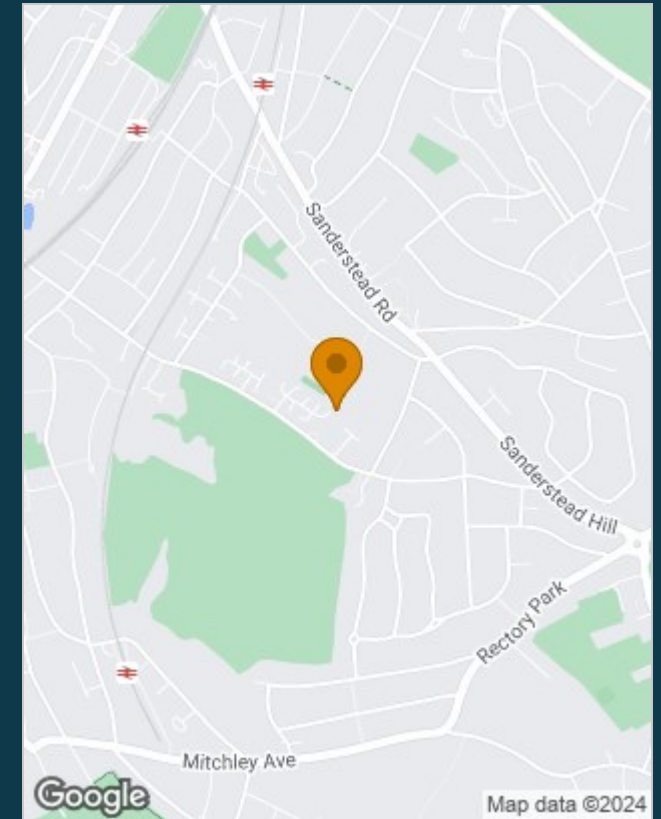 Sanderstead Rd
Sanderstead Hill
Rectory Park
Mitchley Ave
Google
Map data ©2024